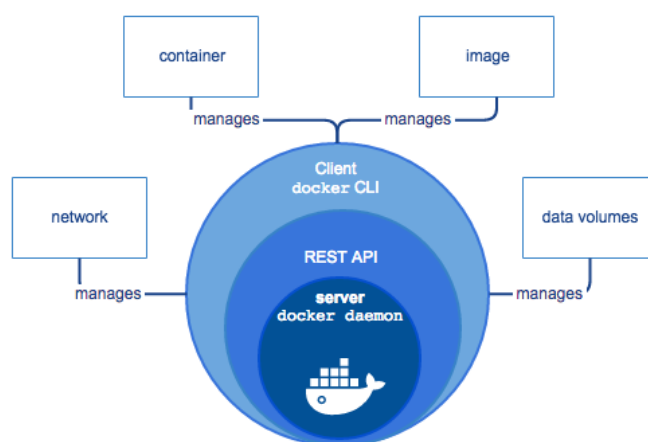 container
image
manages
manages
Client
docker CLI
network
data volumes
REST API
manages
server
docker daemon
manages